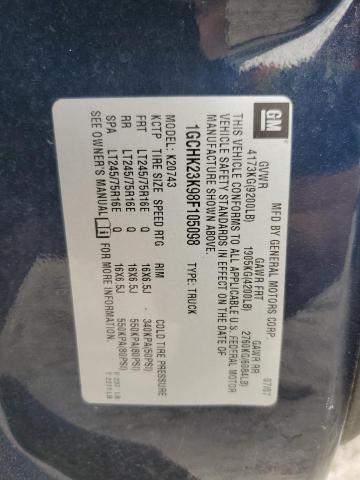 GM
MFD BY GENERAL MOTORS CORP. 07/07
GVWR GAWR FRT GAWR RR
4173KG(9200LB) 1905KG(4200LB) 2760KG(6084LB)
THIS VEHICLE CONFORMS TO ALL APPLICABLE U.S. FEDERAL MOTOR
VEHICLE SAFETY STANDARDS IN EFFECT ON THE DATE OF
MANUFACTURE SHOWN ABOVE.
1GCHK23K38F105098 TYPE: TRUCK
MODEL: K20743
KCTP TIRE SIZE SPEED RTG RIM COLD TIRE PRESSURE
FRT LT245/75R16E Q 16X6.5J 340KPA(50PSI)
RR LT245/75R16E Q 16X6.5J 550KPA(80PSI)
SPA LT245/75R16E Q 16X6.5J 550KPA(80PSI)
SEE OWNER'S MANUAL FOR MORE INFORMATION